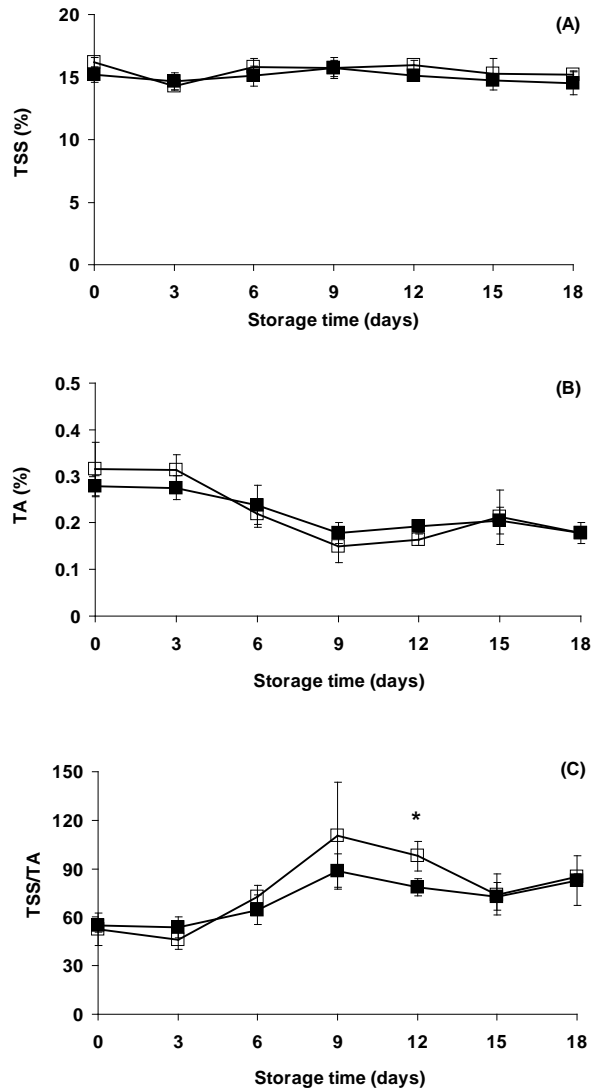 (A)
20
15
10
5
0
TSS (%)
0 3 6 9 12 15 18
Storage time (days)
(B)
0.5
0.4
0.3
0.2
0.1
0
TA (%)
0 3 6 9 12 15 18
Storage time (days)
(C)
150
120
90
60
30
0
TSS/TA
*
0 3 6 9 12 15 18
Storage time (days)